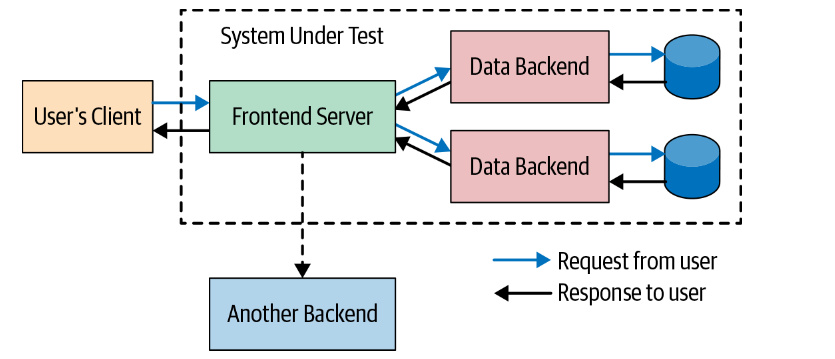 System Under Test
User's Client
Frontend Server
Data Backend
Data Backend
Another Backend
Request from user
Response to user